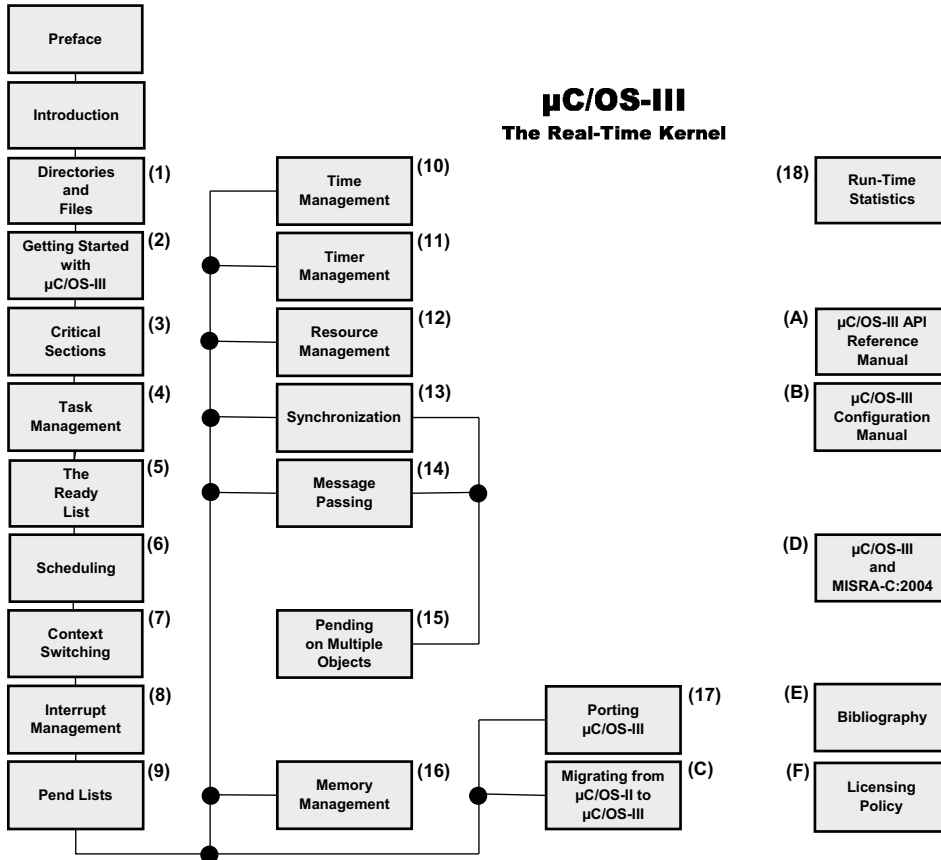 Preface
Introduction
Directories
and
Files
(1)
Getting Started
with
µC/OS-III
(2)
Critical
Sections
(3)
Task
Management
(4)
The
Ready
List
(5)
Scheduling
(6)
Context
Switching
(7)
Interrupt
Management
(8)
Pend Lists
(9)
Time
Management
(10)
Timer
Management
(11)
Resource
Management
(12)
Synchronization
(13)
Message
Passing
(14)
Pending
on Multiple
Objects
(15)
Memory
Management
(16)
µC/OS-III
The Real-Time Kernel
Porting
µC/OS-III
(17)
Migrating from
µC/OS-II to
µC/OS-III
(C)
(18)
Run-Time
Statistics
(A)
µC/OS-III API
Reference
Manual
(B)
µC/OS-III
Configuration
Manual
(D)
µC/OS-III
and
MISRA-C:2004
(E)
Bibliography
(F)
Licensing
Policy